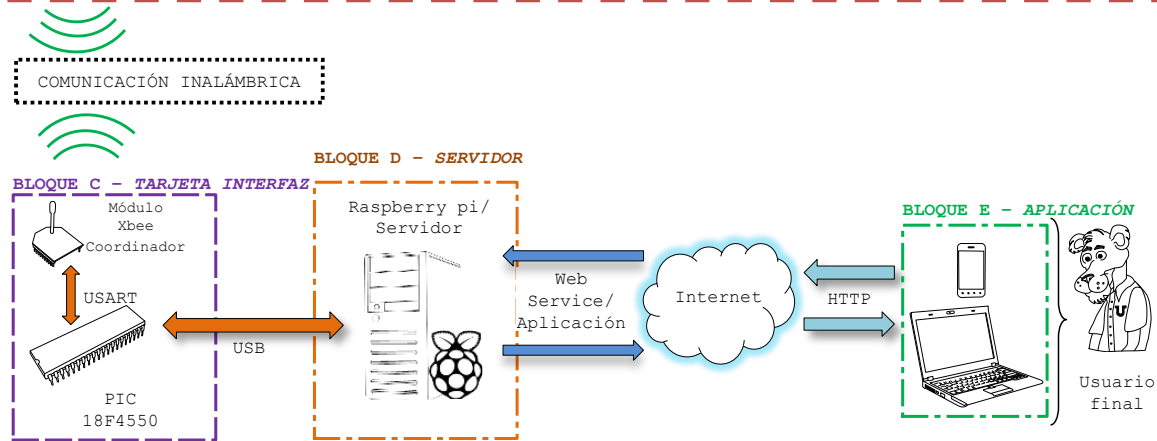 COMUNICACIÓN INALÁMBRICA
BLOQUE C – TARJETA INTERFAZ
Módulo
Xbee
Coordinador
USART
PIC
18F4550
USB
BLOQUE D – SERVIDOR
Raspberry pi/
Servidor
Web
Service/
Aplicación
Internet
HTTP
BLOQUE E – APLICACIÓN
U
Usuario
final